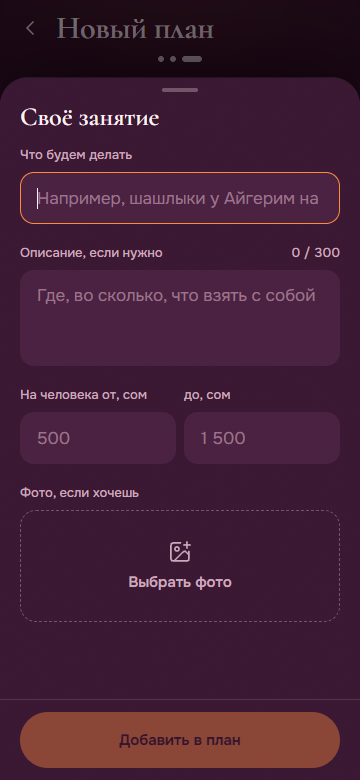 Новый план
Своё занятие
Что будем делать
Например, шашлыки у Айгерим на
Описание, если нужно
0 / 300
Где, во сколько, что взять с собой
На человека от, сом
до, сом
500
1 500
Фото, если хочешь
Выбрать фото
Добавить в план